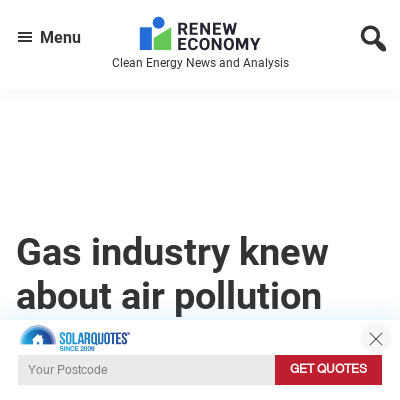 Menu
RENEW
ECONOMY
Clean Energy News and Analysis
Gas industry knew
about air pollution
SOLARQUOTES®
SINCE 2009
Your Postcode
GET QUOTES